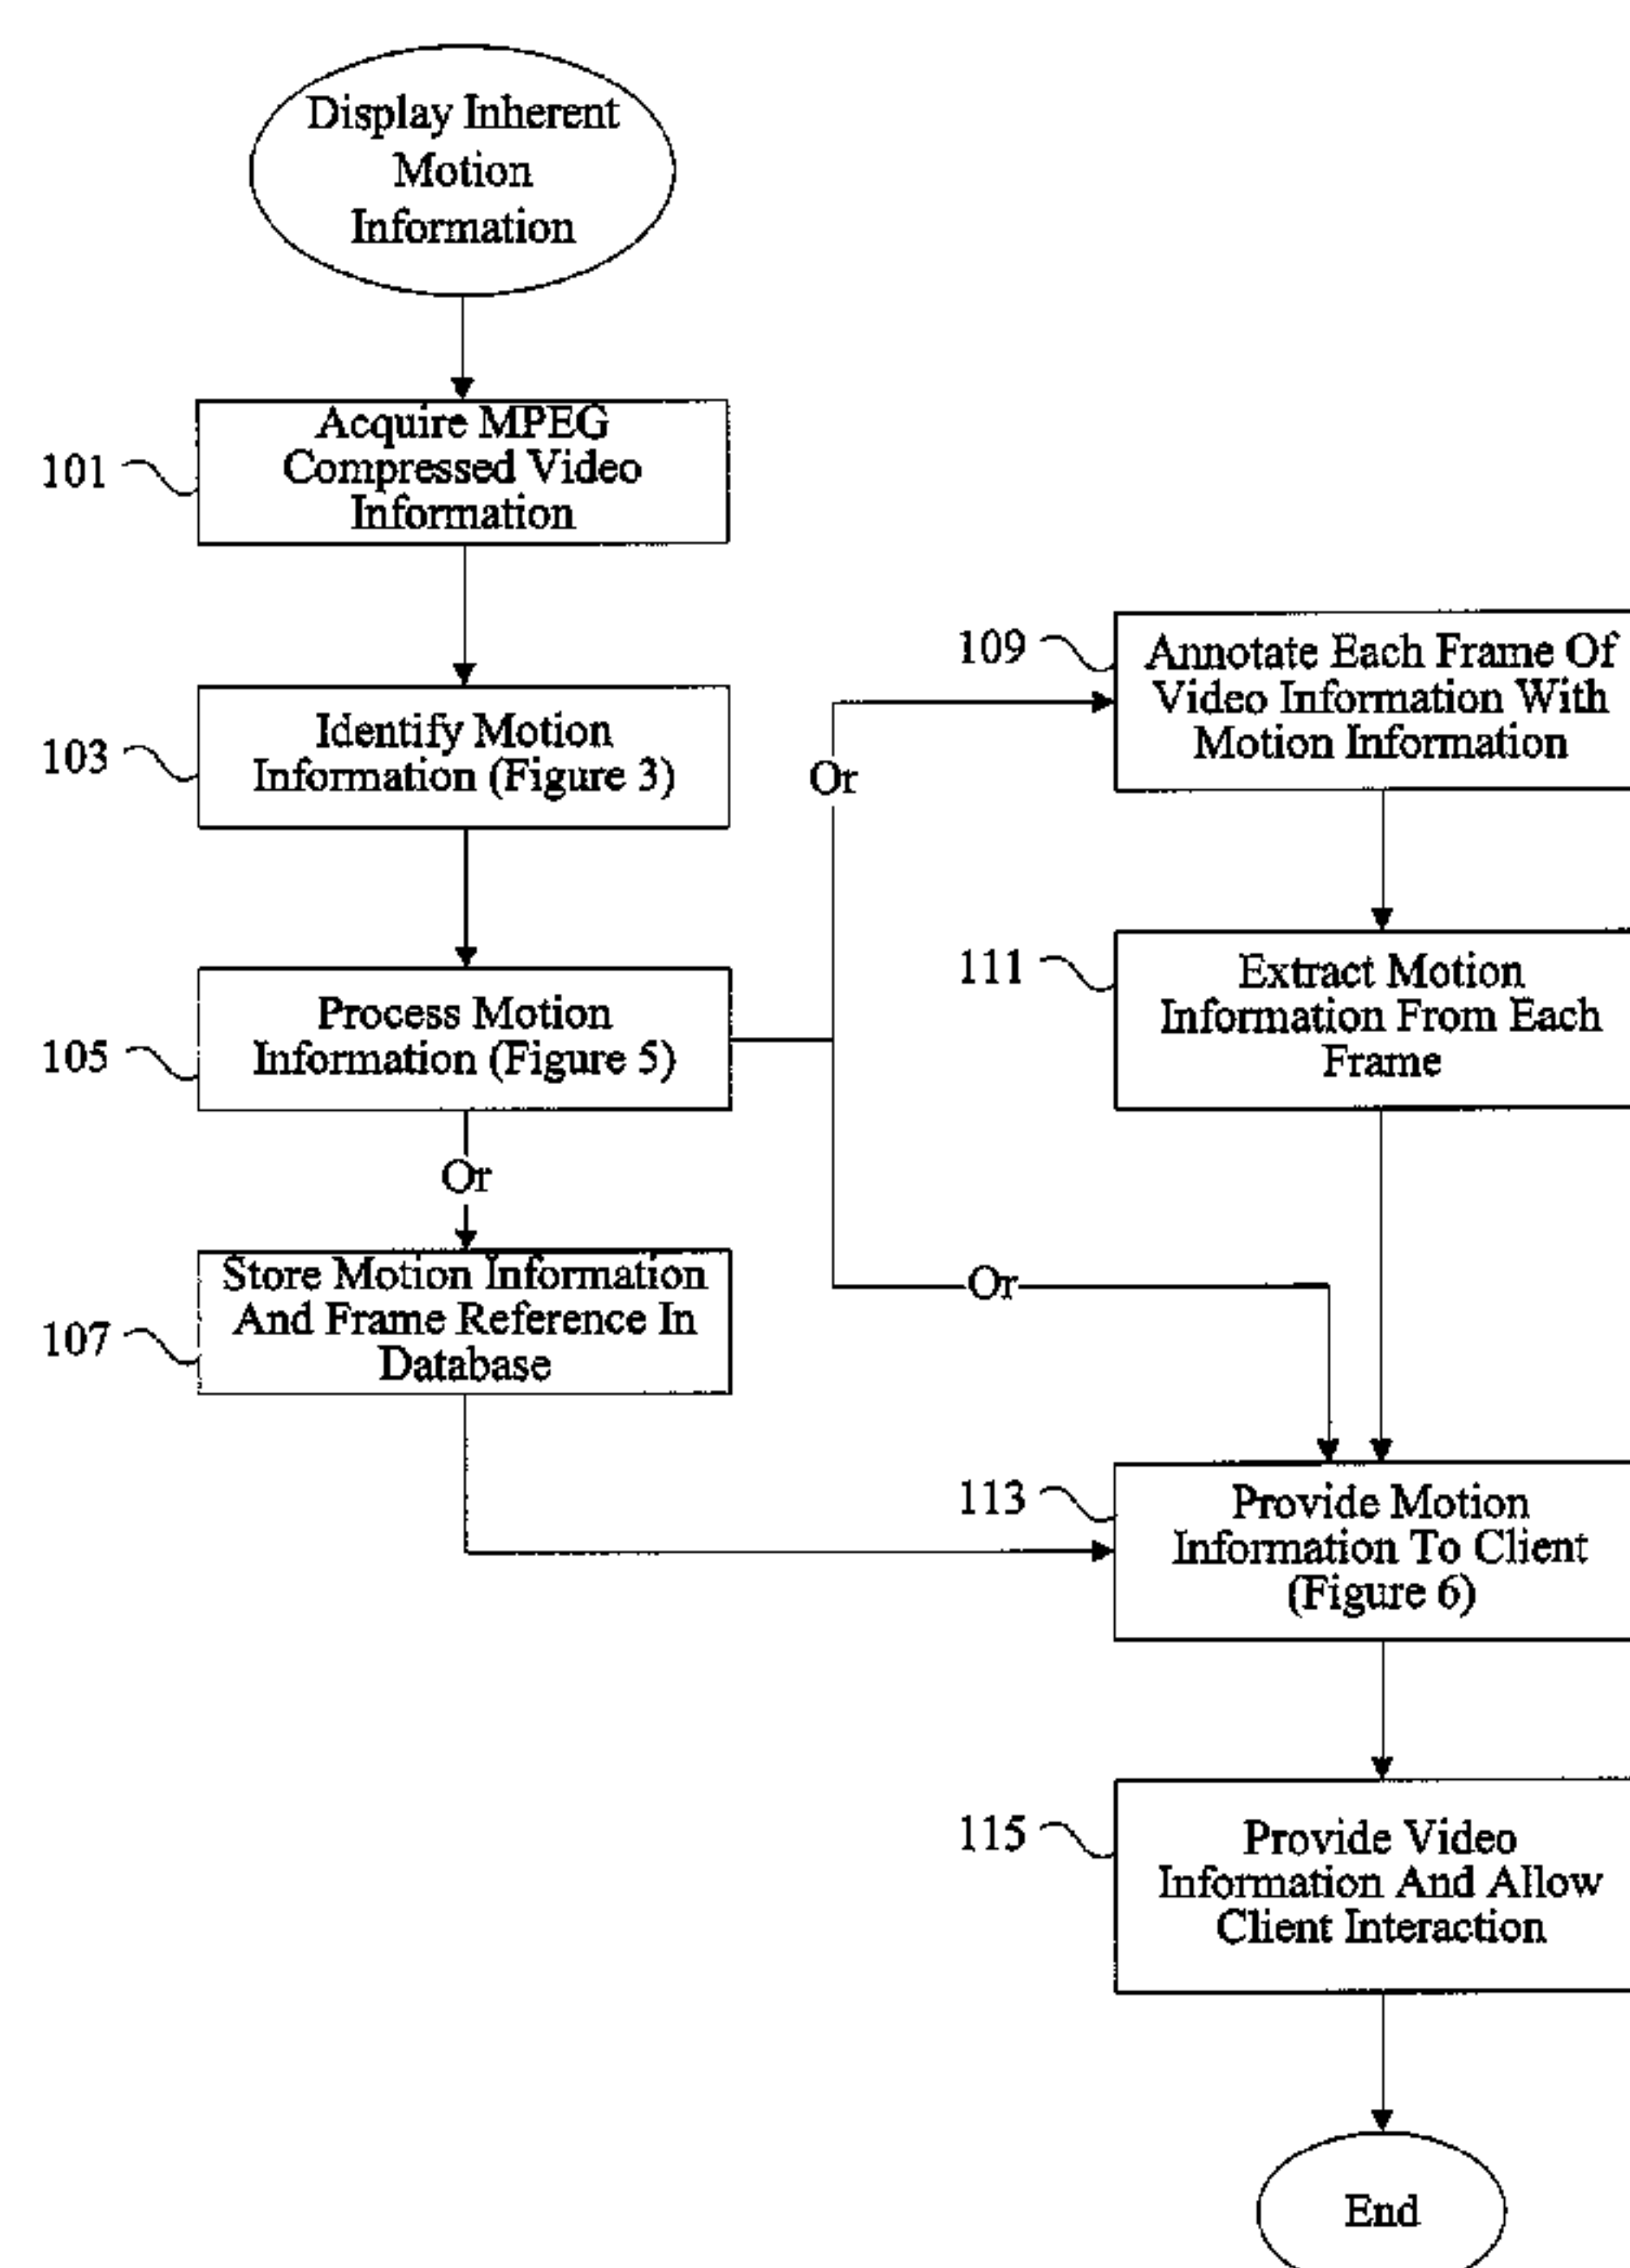 Display Inherent
Motion
Information
101
Acquire MPEG
Compressed Video
Information
103
Identify Motion
Information (Figure 3)
105
Process Motion
Information (Figure 5)
Or
107
Store Motion Information
And Frame Reference In
Database
Or
109
Annotate Each Frame Of
Video Information With
Motion Information
111
Extract Motion
Information From Each
Frame
Or
113
Provide Motion
Information To Client
(Figure 6)
115
Provide Video
Information And Allow
Client Interaction
End